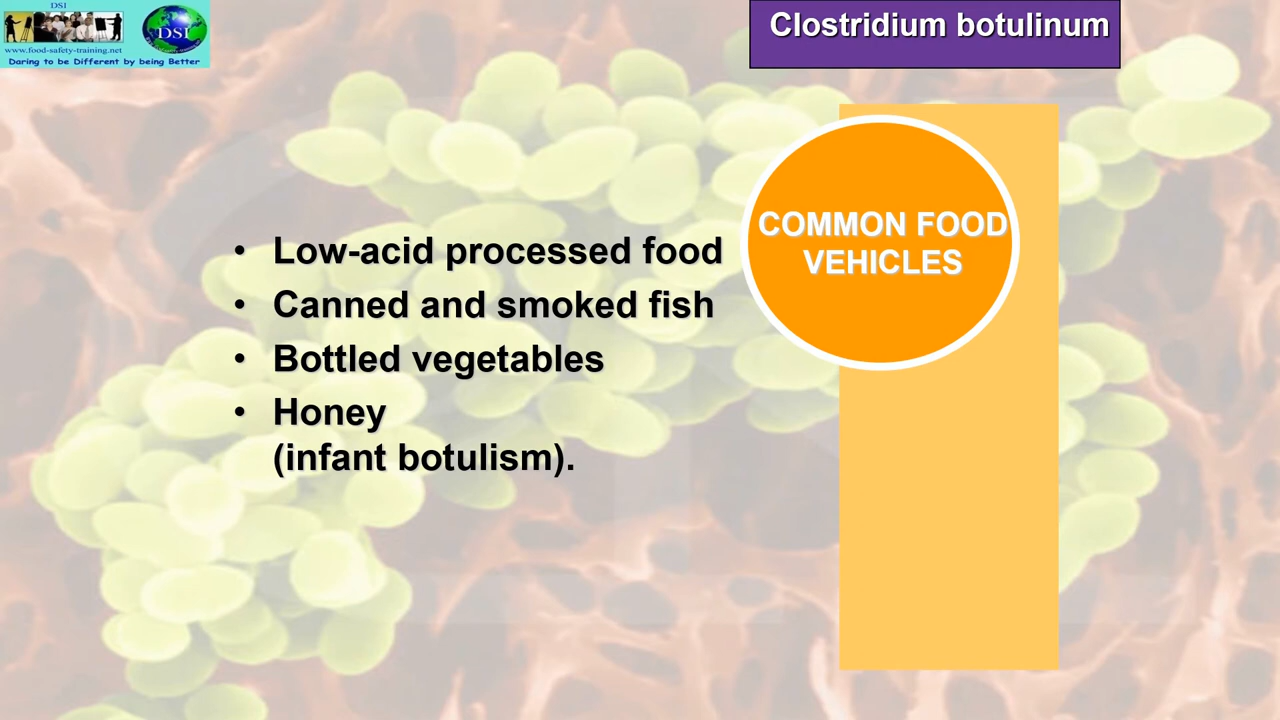 DSI
DSI
www.food-safety-training.net
Daring to be Different by being Better
Clostridium botulinum
COMMON FOOD
VEHICLES
• Low-acid processed food
• Canned and smoked fish
• Bottled vegetables
• Honey
(infant botulism).